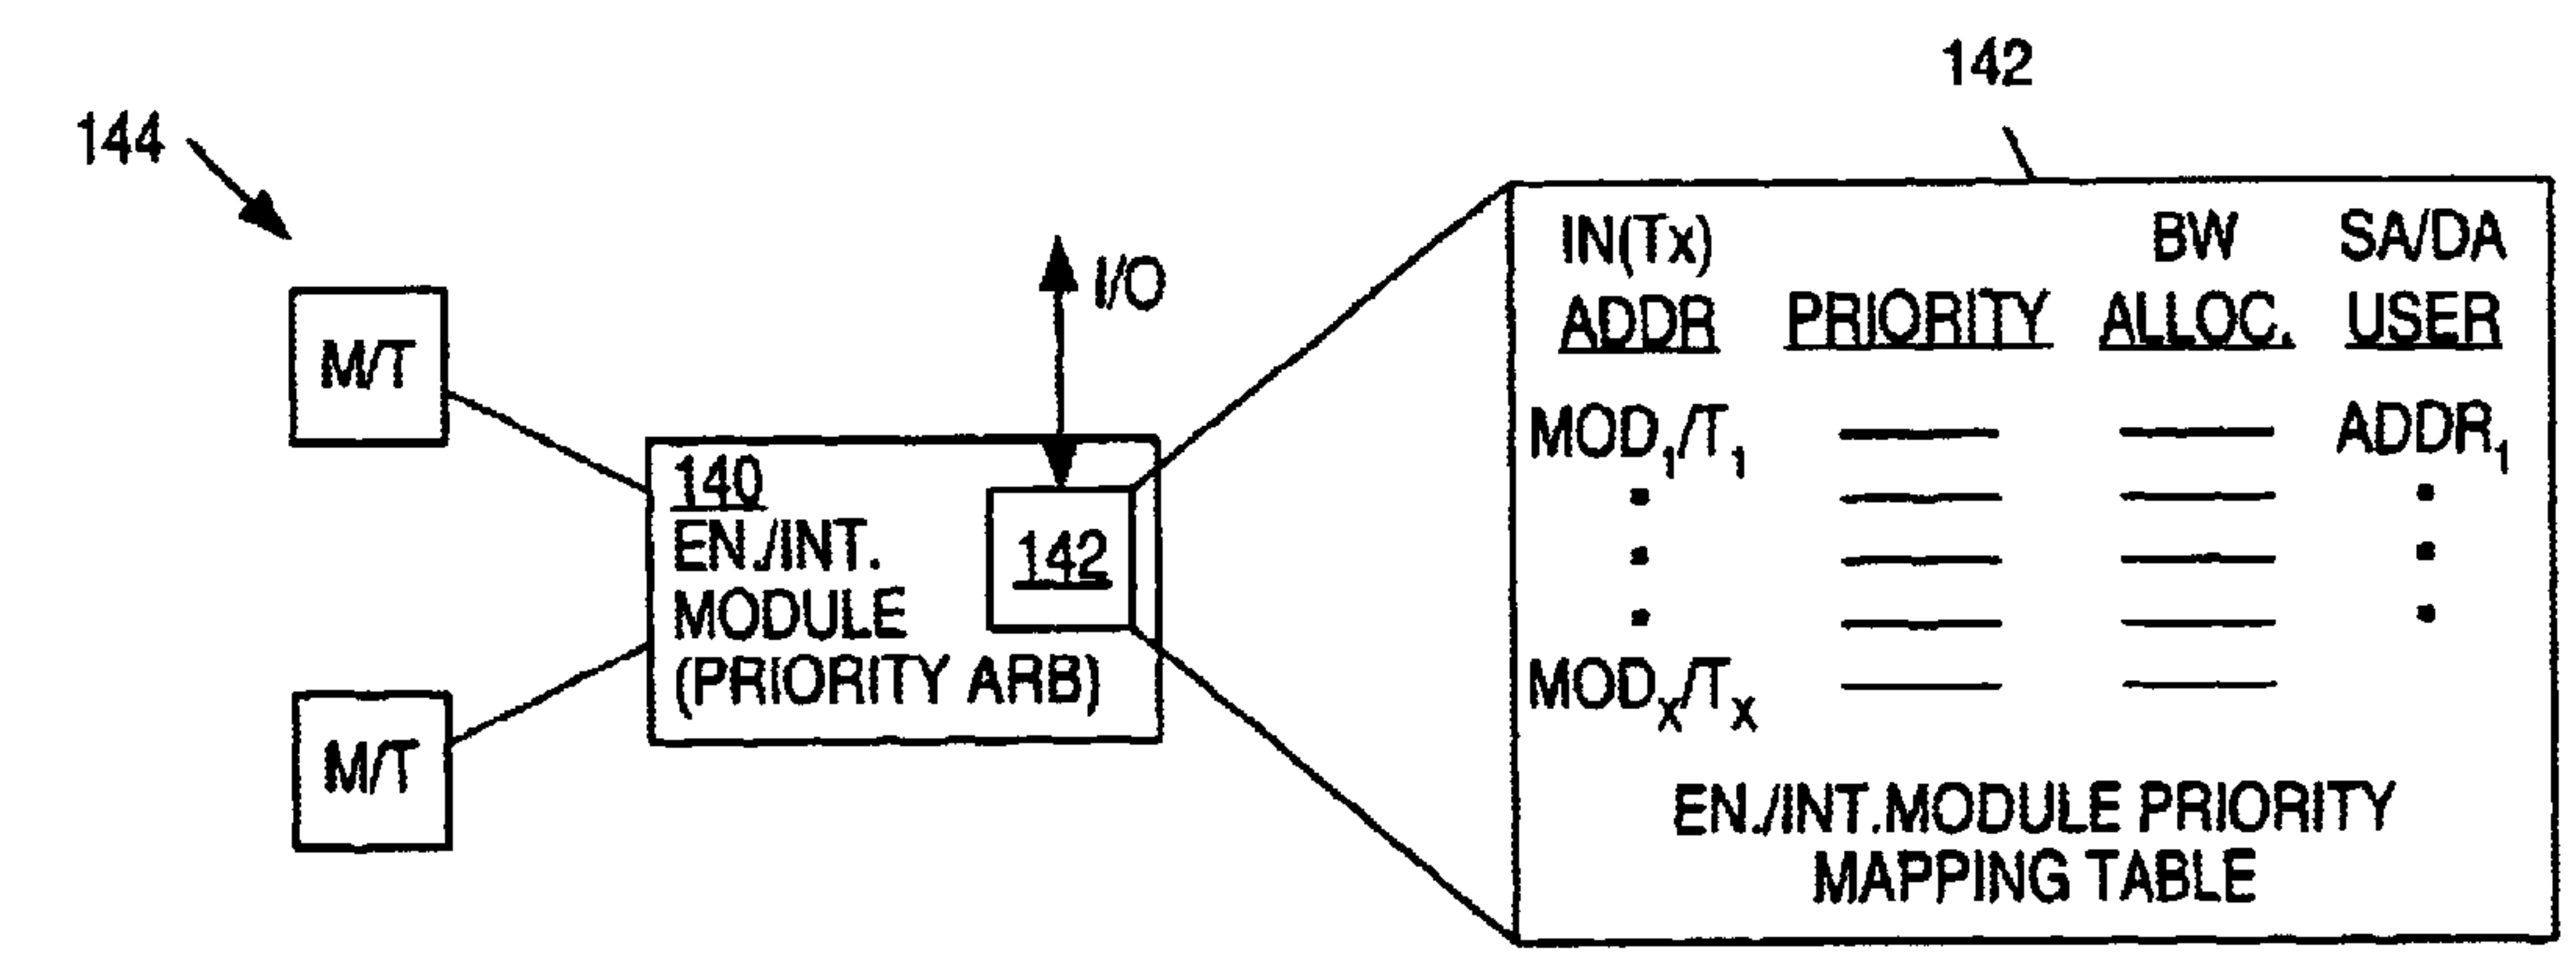 144
M/T
M/T
I/O
140
EN./INT.
MODULE
(PRIORITY ARB)
142
142
IN(Tx) BW SA/DA
ADDR PRIORITY ALLOC. USER
MOD₁/T₁ ADDR₁
MODₓ/Tₓ
EN./INT.MODULE PRIORITY
MAPPING TABLE